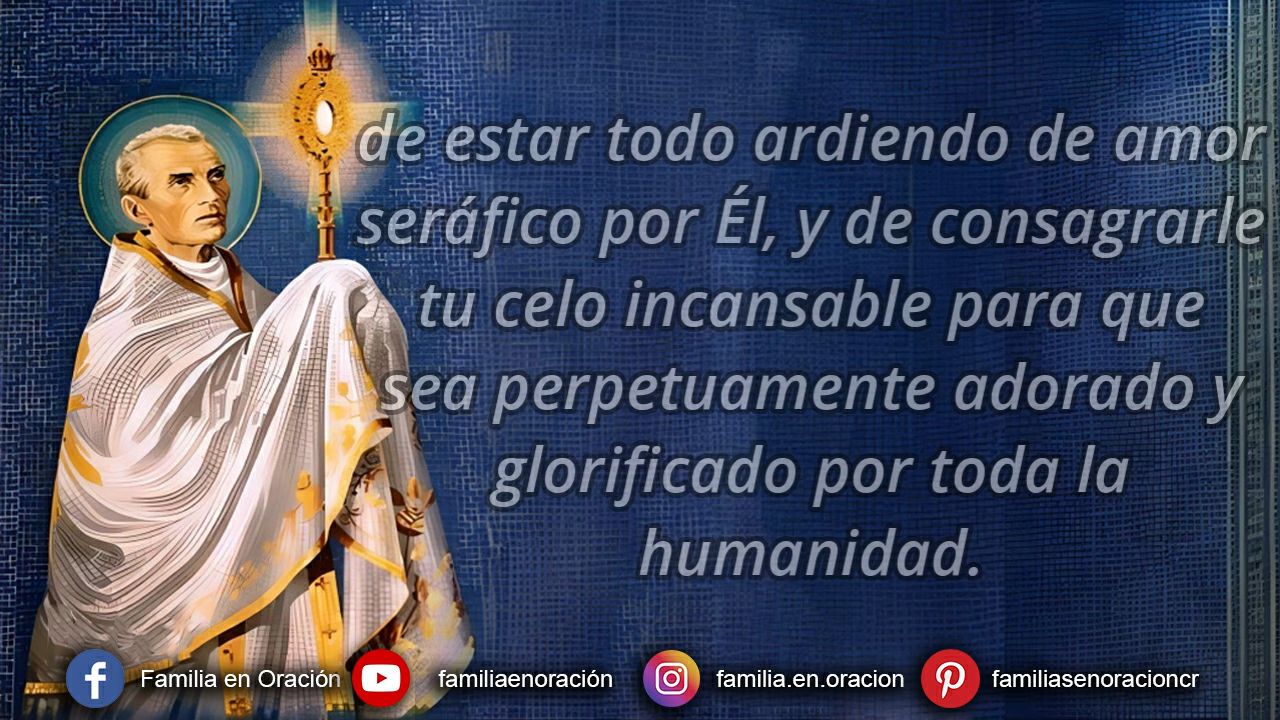 de estar todo ardiendo de amor
seráfico por Él, y de consagrarle
tu celo incansable para que
sea perpetuamente adorado y
glorificado por toda la
humanidad.
Familia en Oración familiaenoración familia.en.oracion familiasenoracioncr